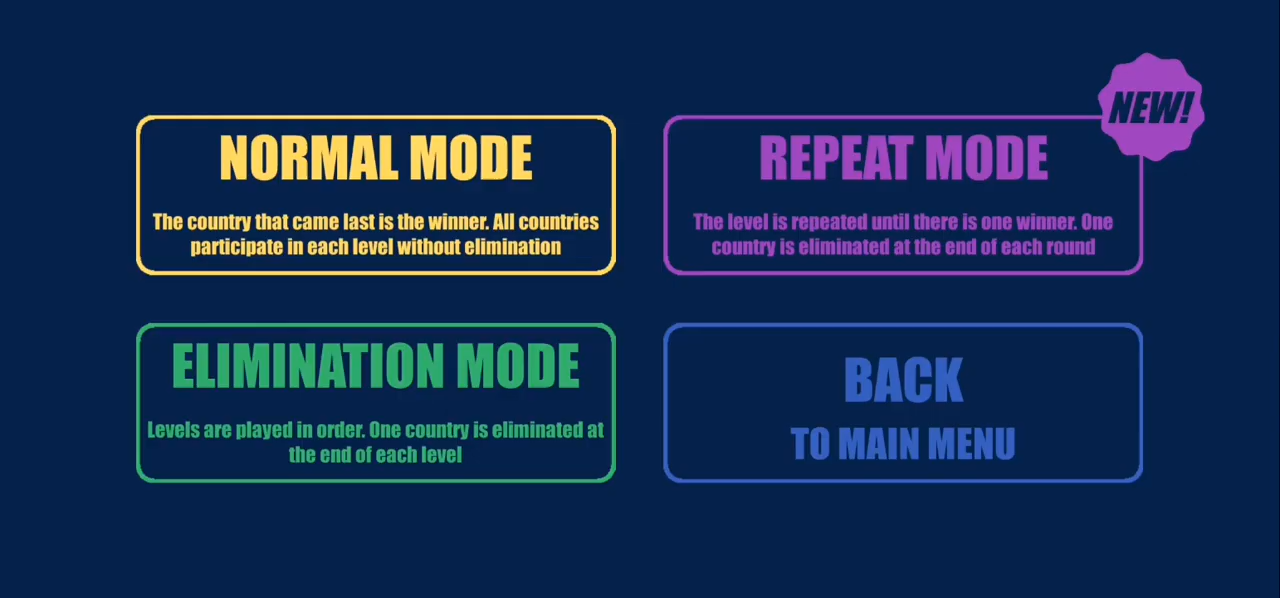 NORMAL MODE
The country that came last is the winner. All countries
participate in each level without elimination
NEW!
REPEAT MODE
The level is repeated until there is one winner. One
country is eliminated at the end of each round
ELIMINATION MODE
Levels are played in order. One country is eliminated at
the end of each level
BACK
TO MAIN MENU